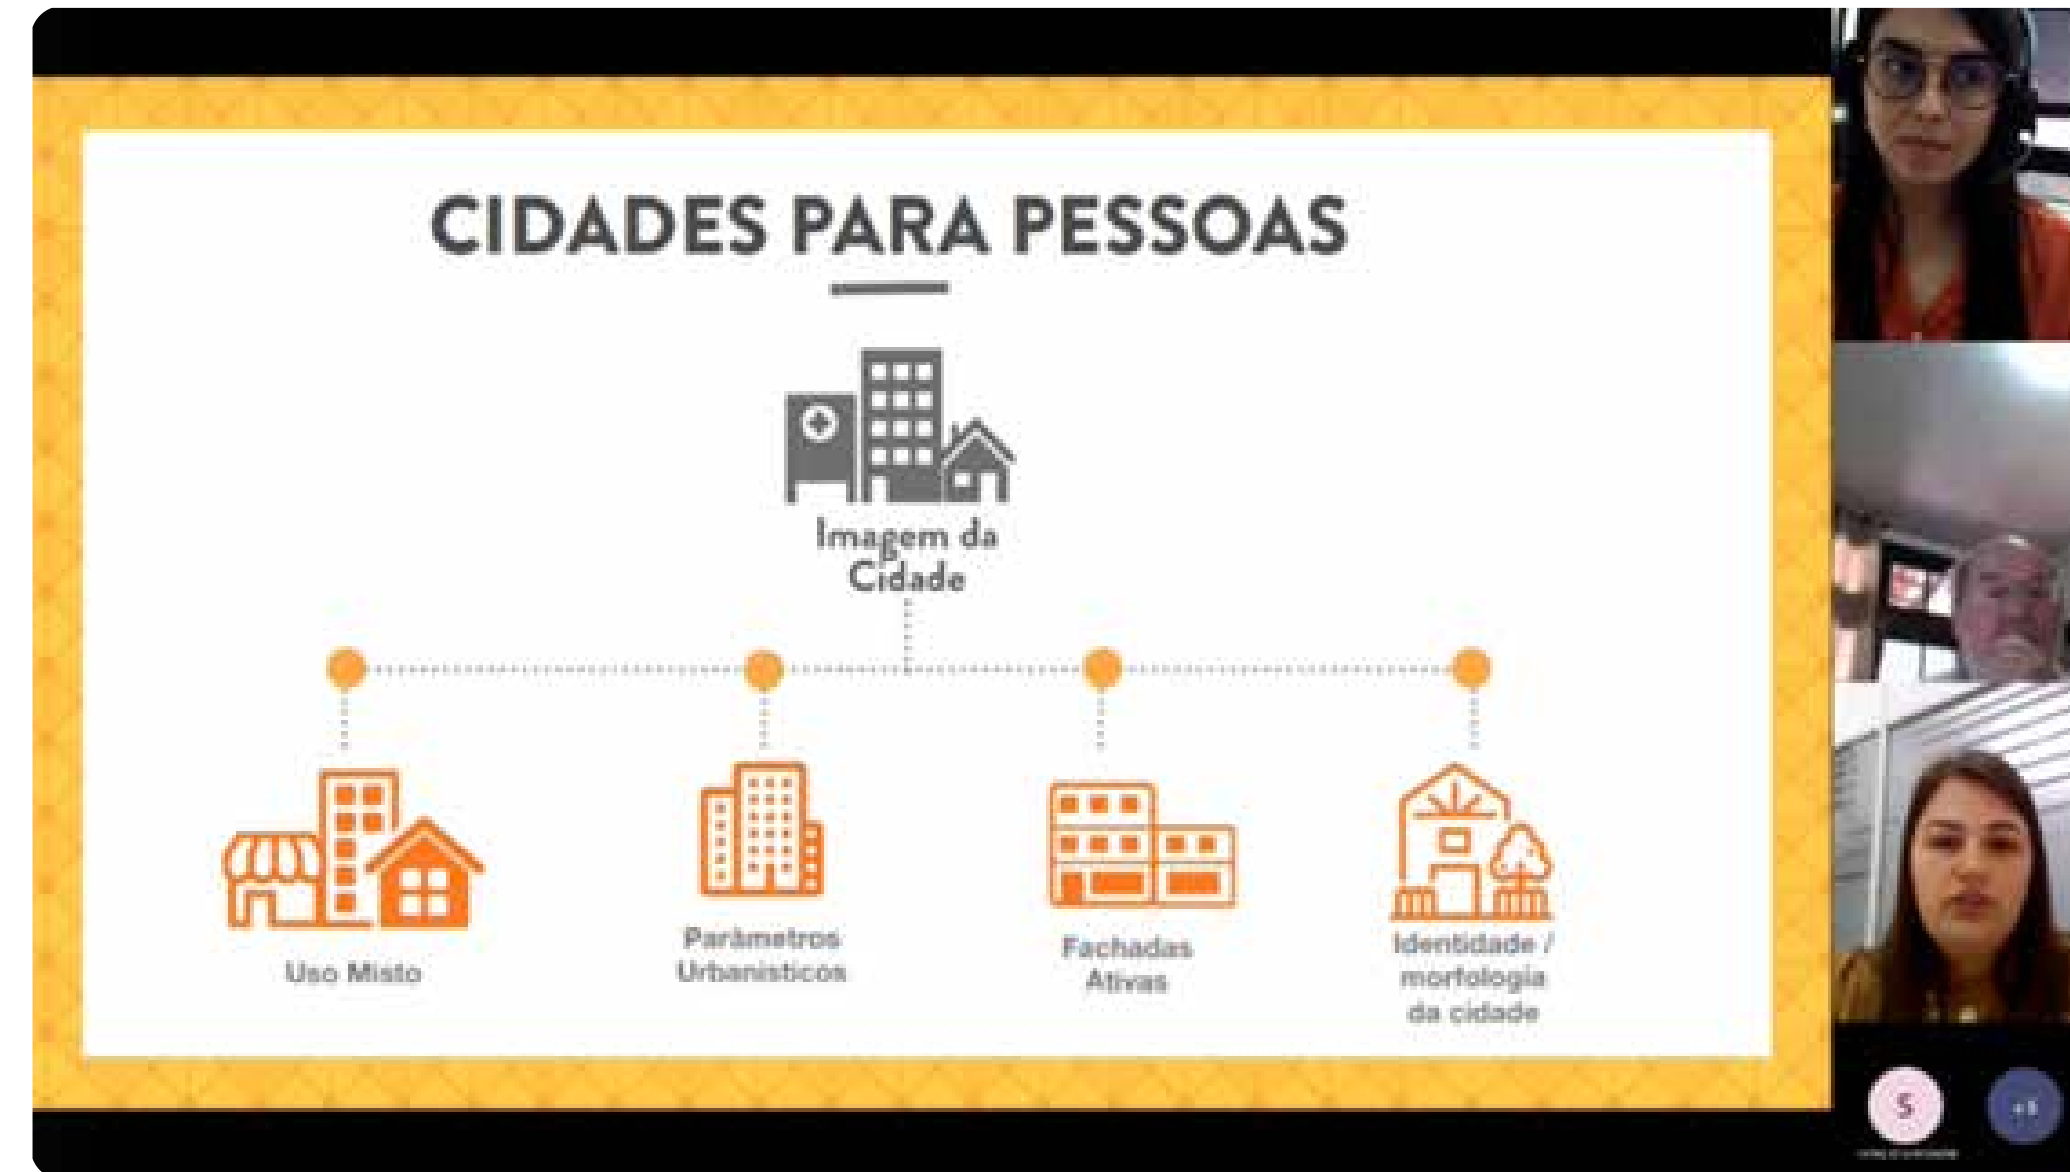 CIDADES PARA PESSOAS
Imagem da
Cidade
Uso Misto
Parâmetros
Urbanísticos
Fachadas
Ativas
Identidade /
morfologia
da cidade
S